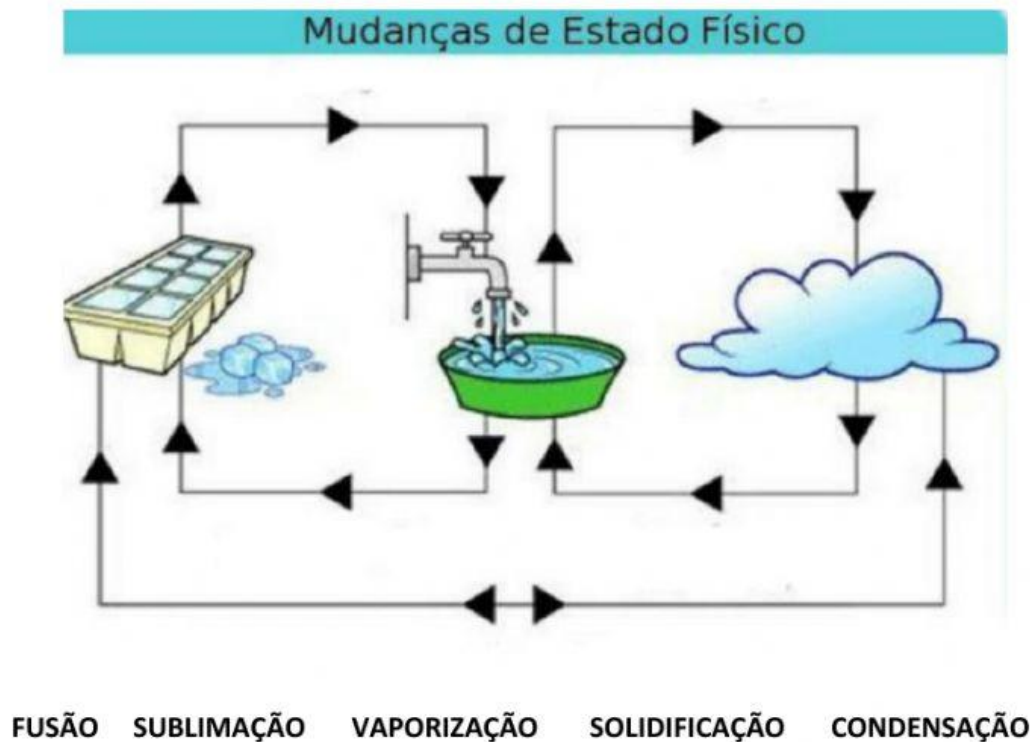 Mudanças de Estado Físico
FUSÃO SUBLIMAÇÃO VAPORIZAÇÃO SOLIDIFICAÇÃO CONDENSAÇÃO